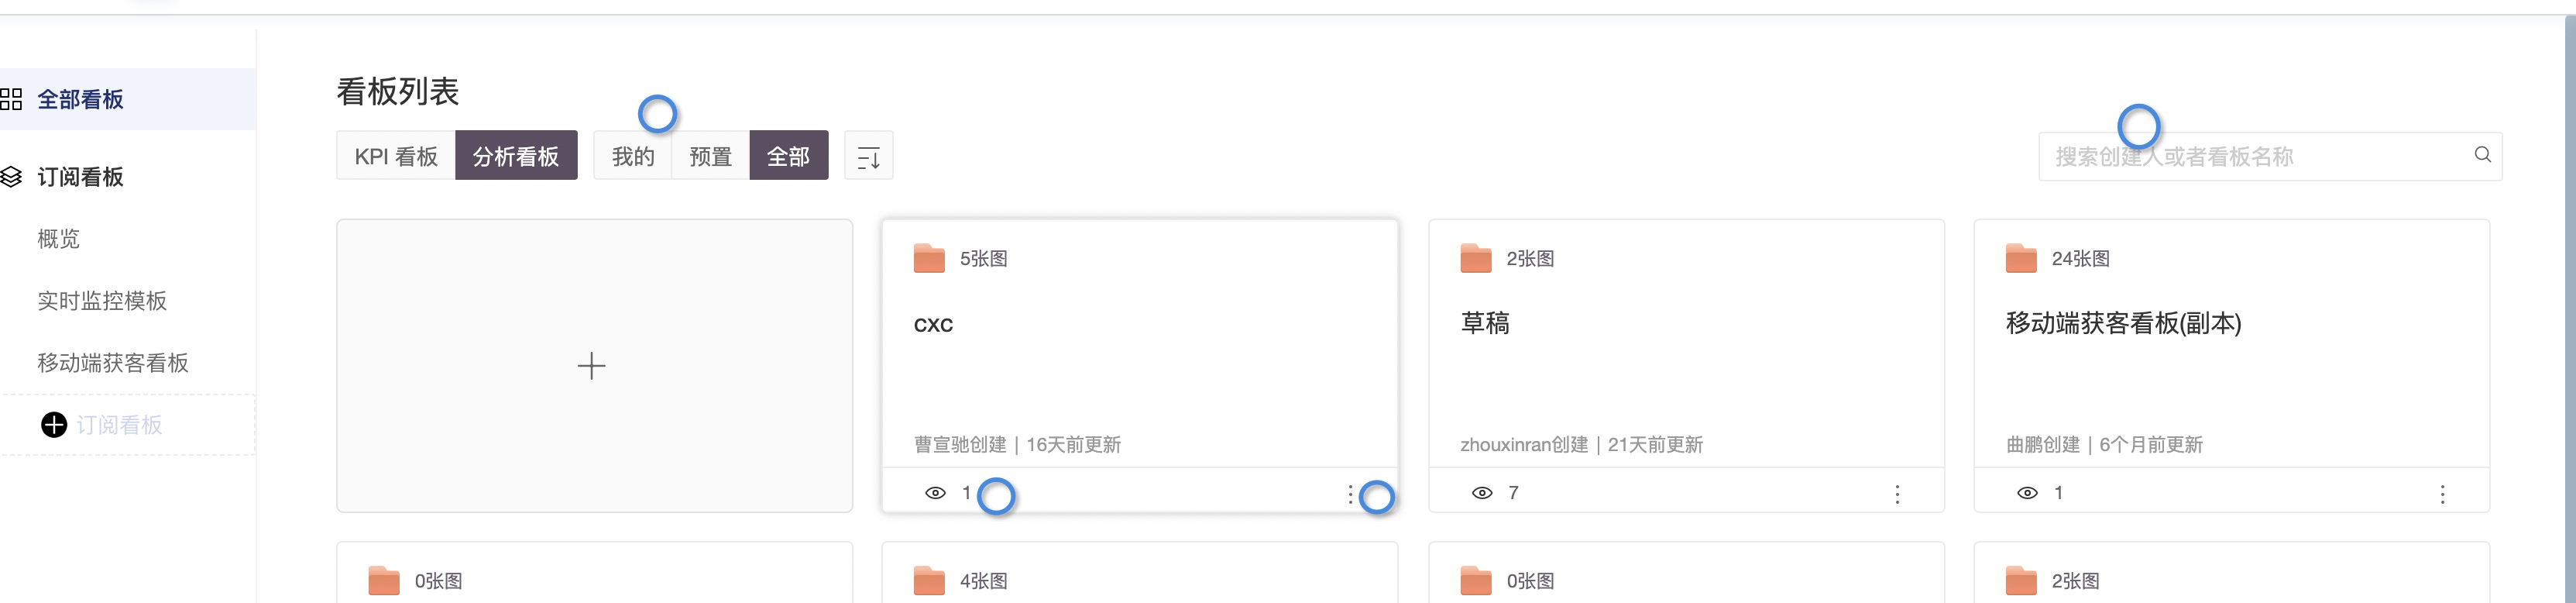 全部看板
订阅看板
概览
实时监控模板
移动端获客看板
订阅看板
看板列表
KPI 看板 分析看板 我的 预置 全部
搜索创建人或者看板名称
5张图
cxc
曹宣驰创建 | 16天前更新
1
2张图
草稿
zhouxinran创建 | 21天前更新
7
24张图
移动端获客看板(副本)
曲鹏创建 | 6个月前更新
1
0张图
4张图
0张图
2张图